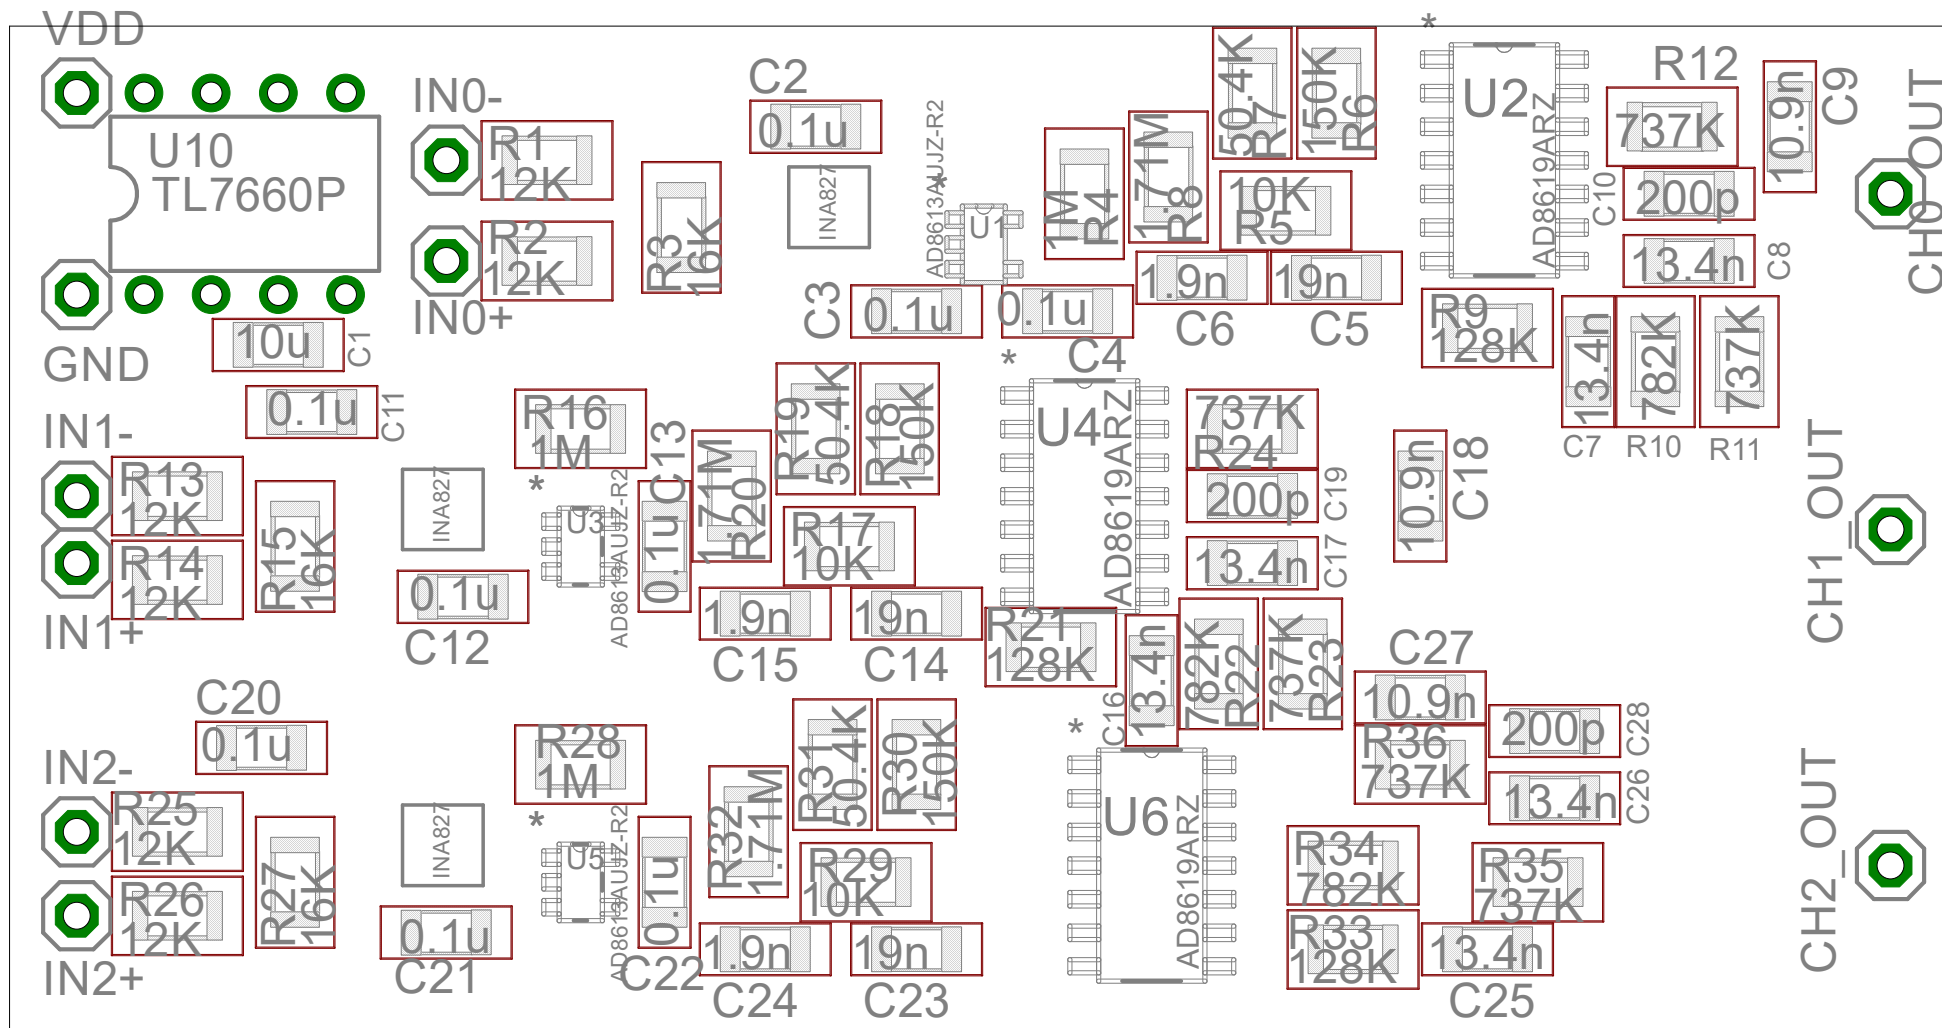 VDD
U10
TL7660P
GND
10u
C1
0.1u
C11
IN0-
R1
12K
R2
12K
IN0+
R3
16K
C2
0.1u
INA827
AD8613AUJZ-R2
*
U1
C3
0.1u
0.1u
C4
1M
R4
1.71M
R8
50.4K
R7
150K
R6
10K
R5
1.9n
C6
19n
C5
*
U2
AD8619ARZ
R12
737K
10.9n
C9
C10
200p
13.4n
C8
R9
128K
13.4n
C7
782K
R10
737K
R11
CH0_OUT
IN1-
R13
12K
R14
12K
IN1+
R15
16K
INA827
0.1u
C12
R16
1M
*
U3
AD8613AUJZ-R2
C13
0.1u
1.71M
R20
R19
50.4K
R18
150K
R17
10K
1.9n
C15
19n
C14
*
U4
AD8619ARZ
737K
R24
200p
C19
13.4n
C17
10.9n
C18
R21
128K
13.4n
C16
782K
R22
737K
R23
CH1_OUT
C20
0.1u
IN2-
R25
12K
R26
12K
IN2+
R27
16K
INA827
0.1u
C21
R28
1M
*
U5
AD8613AUJZ-R2
0.1u
C22
R32
1.71M
R31
50.4K
R30
150K
R29
10K
1.9n
C24
19n
C23
*
U6
AD8619ARZ
C27
10.9n
R36
737K
200p
C28
13.4n
C26
R34
782K
R35
737K
R33
128K
13.4n
C25
CH2_OUT